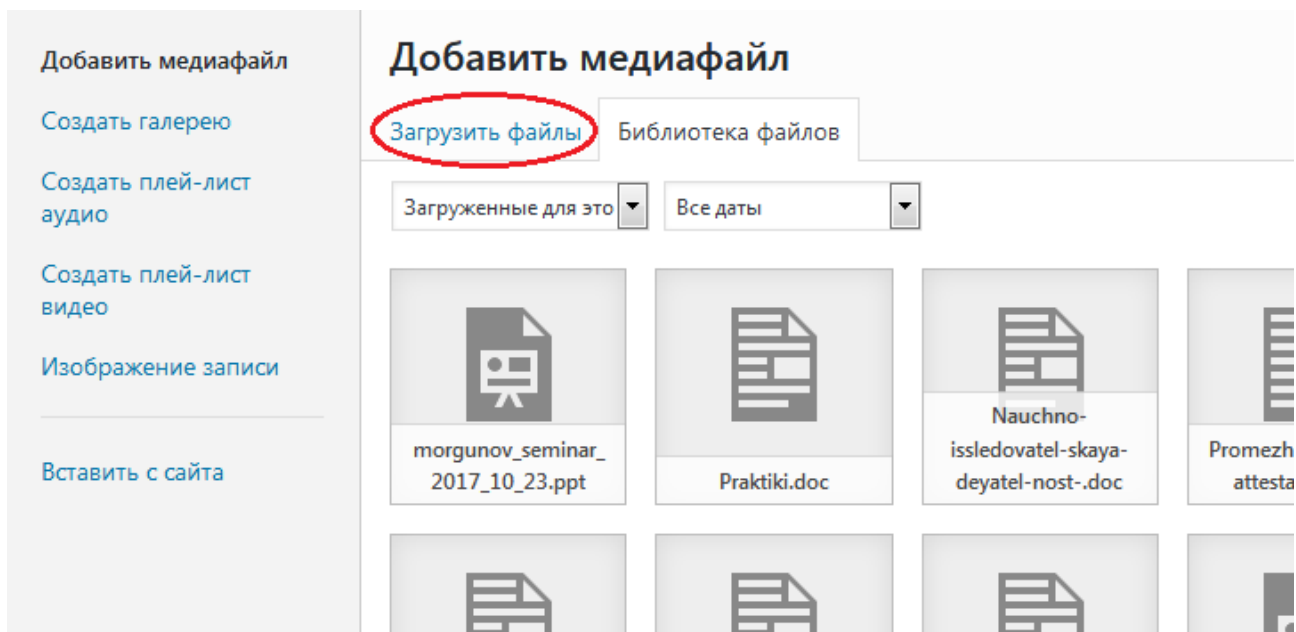 Добавить медиафайл
Создать галерею
Создать плей-лист
аудио
Создать плей-лист
видео
Изображение записи
Вставить с сайта
Добавить медиафайл
Загрузить файлы
Библиотека файлов
Загруженные для это
Все даты
morgunov_seminar_
2017_10_23.ppt
Praktiki.doc
Nauchno-
issledovatel-skaya-
deyatel-nost-.doc
Promezh
attesta